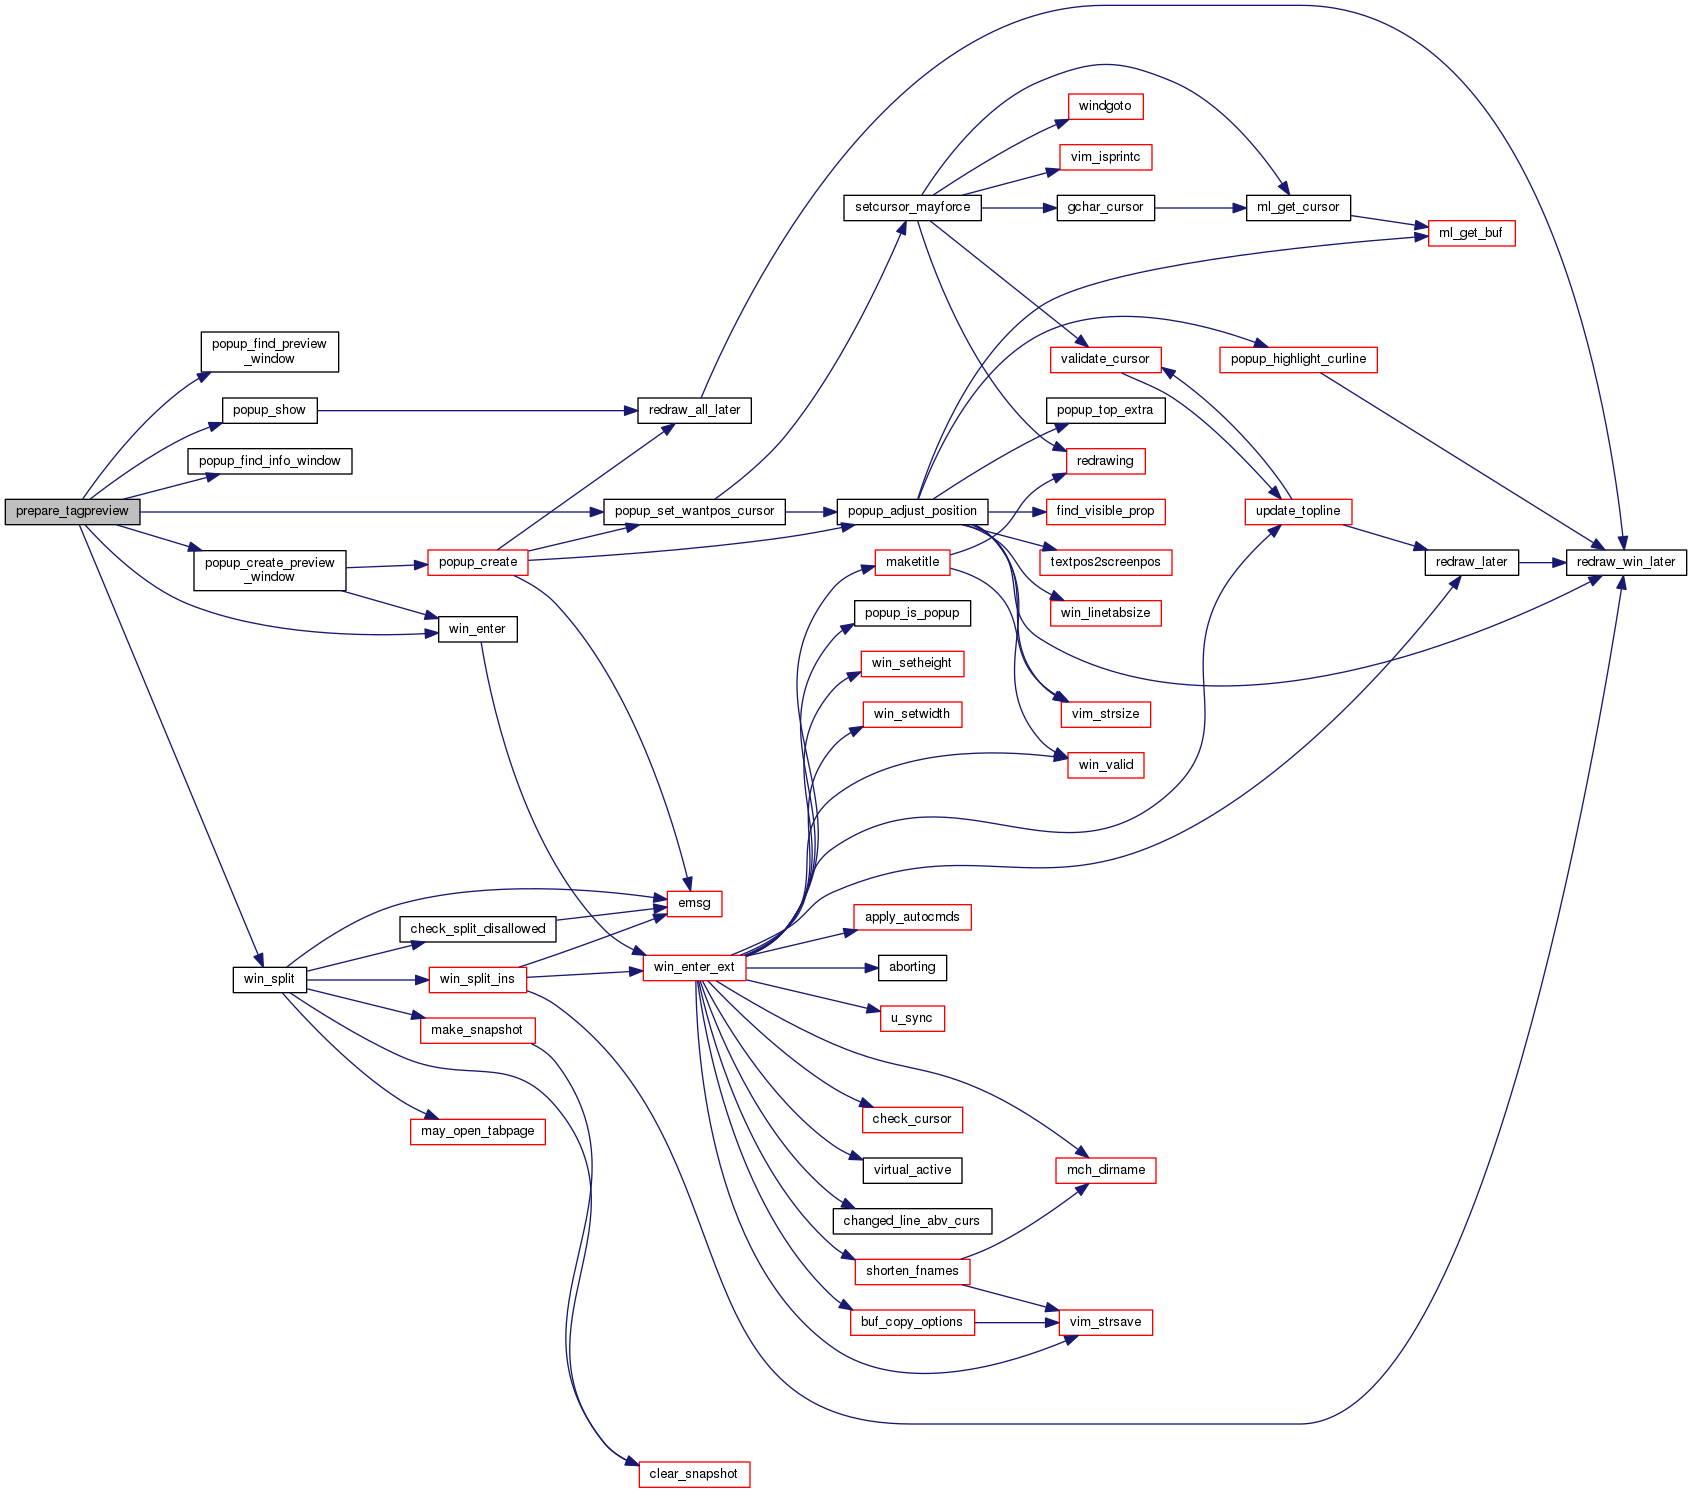 prepare_tagpreview
popup_find_preview
_window
popup_show
popup_find_info_window
popup_create_preview
_window
win_split
popup_create
win_enter
check_split_disallowed
win_split_ins
make_snapshot
may_open_tabpage
redraw_all_later
popup_set_wantpos_cursor
emsg
win_enter_ext
clear_snapshot
setcursor_mayforce
popup_adjust_position
maketitle
popup_is_popup
win_setheight
win_setwidth
apply_autocmds
aborting
u_sync
check_cursor
virtual_active
changed_line_abv_curs
shorten_fnames
buf_copy_options
windgoto
vim_isprintc
gchar_cursor
validate_cursor
popup_top_extra
redrawing
find_visible_prop
textpos2screenpos
win_linetabsize
vim_strsize
win_valid
mch_dirname
vim_strsave
ml_get_cursor
popup_highlight_curline
update_topline
ml_get_buf
redraw_later
redraw_win_later